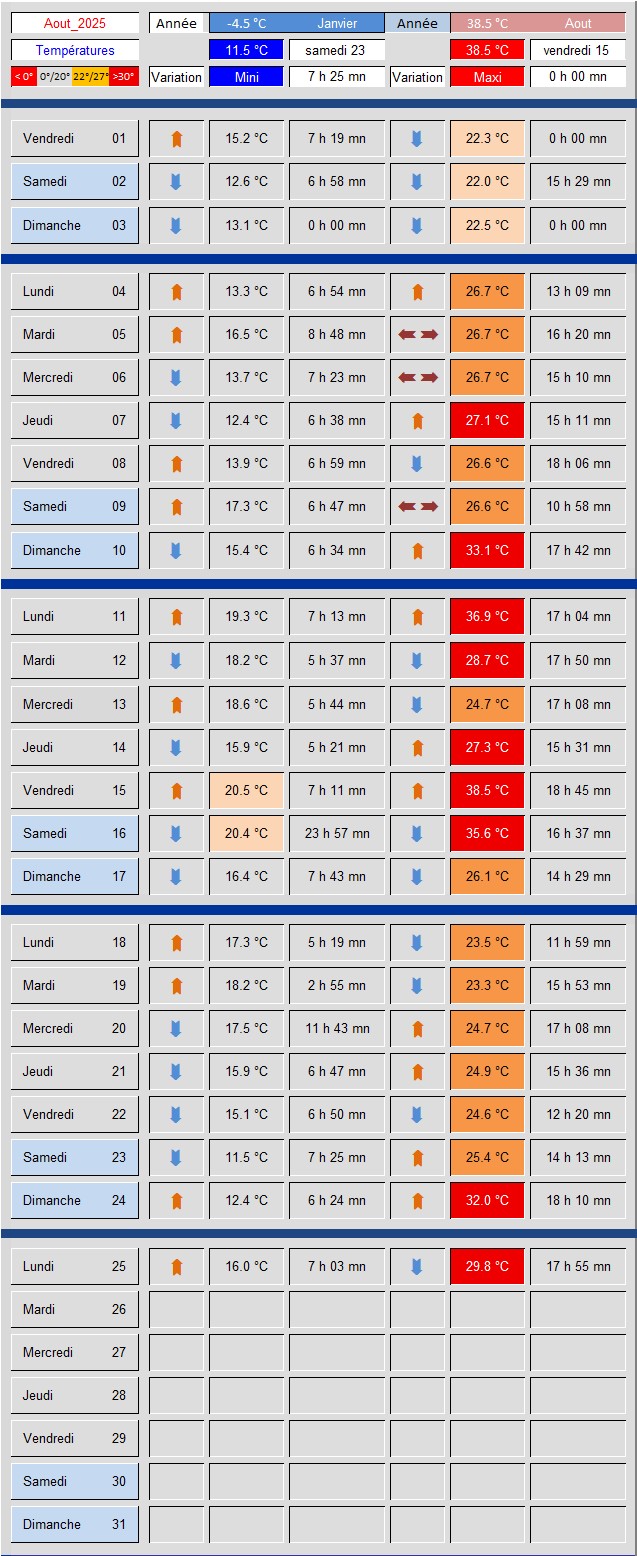 Aout_2025 Année -4.5 °C Janvier Année 38.5 °C Aout
Températures 11.5 °C samedi 23 38.5 °C vendredi 15
< 0° 0°/20° 22°/27° >30° Variation Mini 7 h 25 mn Variation Maxi 0 h 00 mn
Vendredi 01 15.2 °C 7 h 19 mn 22.3 °C 0 h 00 mn
Samedi 02 12.6 °C 6 h 58 mn 22.0 °C 15 h 29 mn
Dimanche 03 13.1 °C 0 h 00 mn 22.5 °C 0 h 00 mn
Lundi 04 13.3 °C 6 h 54 mn 26.7 °C 13 h 09 mn
Mardi 05 16.5 °C 8 h 48 mn 26.7 °C 16 h 20 mn
Mercredi 06 13.7 °C 7 h 23 mn 26.7 °C 15 h 10 mn
Jeudi 07 12.4 °C 6 h 38 mn 27.1 °C 15 h 11 mn
Vendredi 08 13.9 °C 6 h 59 mn 26.6 °C 18 h 06 mn
Samedi 09 17.3 °C 6 h 47 mn 26.6 °C 10 h 58 mn
Dimanche 10 15.4 °C 6 h 34 mn 33.1 °C 17 h 42 mn
Lundi 11 19.3 °C 7 h 13 mn 36.9 °C 17 h 04 mn
Mardi 12 18.2 °C 5 h 37 mn 28.7 °C 17 h 50 mn
Mercredi 13 18.6 °C 5 h 44 mn 24.7 °C 17 h 08 mn
Jeudi 14 15.9 °C 5 h 21 mn 27.3 °C 15 h 31 mn
Vendredi 15 20.5 °C 7 h 11 mn 38.5 °C 18 h 45 mn
Samedi 16 20.4 °C 23 h 57 mn 35.6 °C 16 h 37 mn
Dimanche 17 16.4 °C 7 h 43 mn 26.1 °C 14 h 29 mn
Lundi 18 17.3 °C 5 h 19 mn 23.5 °C 11 h 59 mn
Mardi 19 18.2 °C 2 h 55 mn 23.3 °C 15 h 53 mn
Mercredi 20 17.5 °C 11 h 43 mn 24.7 °C 17 h 08 mn
Jeudi 21 15.9 °C 6 h 47 mn 24.9 °C 15 h 36 mn
Vendredi 22 15.1 °C 6 h 50 mn 24.6 °C 12 h 20 mn
Samedi 23 11.5 °C 7 h 25 mn 25.4 °C 14 h 13 mn
Dimanche 24 12.4 °C 6 h 24 mn 32.0 °C 18 h 10 mn
Lundi 25 16.0 °C 7 h 03 mn 29.8 °C 17 h 55 mn
Mardi 26
Mercredi 27
Jeudi 28
Vendredi 29
Samedi 30
Dimanche 31